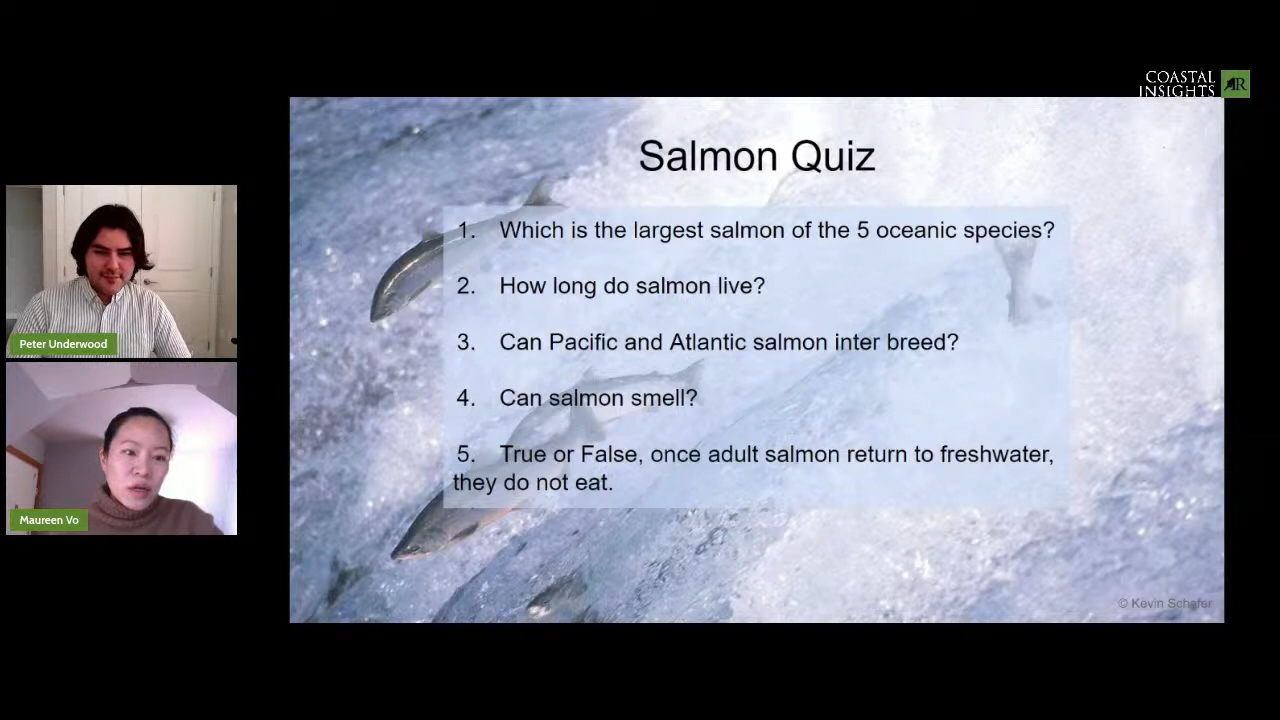 COASTAL
INSIGHTS
Salmon Quiz
1. Which is the largest salmon of the 5 oceanic species?
2. How long do salmon live?
3. Can Pacific and Atlantic salmon inter breed?
4. Can salmon smell?
5. True or False, once adult salmon return to freshwater,
they do not eat.
Peter Underwood
Maureen Vo
© Kevin Schafer